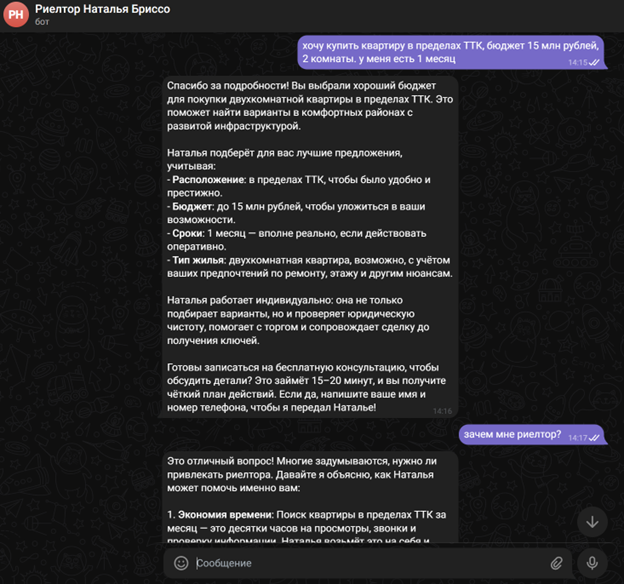 РН
Риелтор Наталья Бриссо
бот
хочу купить квартиру в пределах ТТК, бюджет 15 млн рублей,
2 комнаты. у меня есть 1 месяц
14:15
Спасибо за подробности! Вы выбрали хороший бюджет
для покупки двухкомнатной квартиры в пределах ТТК. Это
поможет найти варианты в комфортных районах с
развитой инфраструктурой.
Наталья подберёт для вас лучшие предложения,
учитывая:
- Расположение: в пределах ТТК, чтобы было удобно и
престижно.
- Бюджет: до 15 млн рублей, чтобы уложиться в ваши
возможности.
- Сроки: 1 месяц — вполне реально, если действовать
оперативно.
- Тип жилья: двухкомнатная квартира, возможно, с учётом
ваших предпочтений по ремонту, этажу и другим нюансам.
Наталья работает индивидуально: она не только
подбирает варианты, но и проверяет юридическую
чистоту, помогает с торгом и сопровождает сделку до
получения ключей.
Готовы записаться на бесплатную консультацию, чтобы
обсудить детали? Это займёт 15–20 минут, и вы получите
чёткий план действий. Если да, напишите ваше имя и
номер телефона, чтобы я передал Наталье!
14:16
зачем мне риелтор?
14:17
Это отличный вопрос! Многие задумываются, нужно ли
привлекать риелтора. Давайте я объясню, как Наталья
может помочь именно вам:
1. Экономия времени: Поиск квартиры в пределах ТТК за
месяц — это десятки часов на просмотры, звонки и
проверку информации. Наталья возьмёт это на себя и
Сообщение